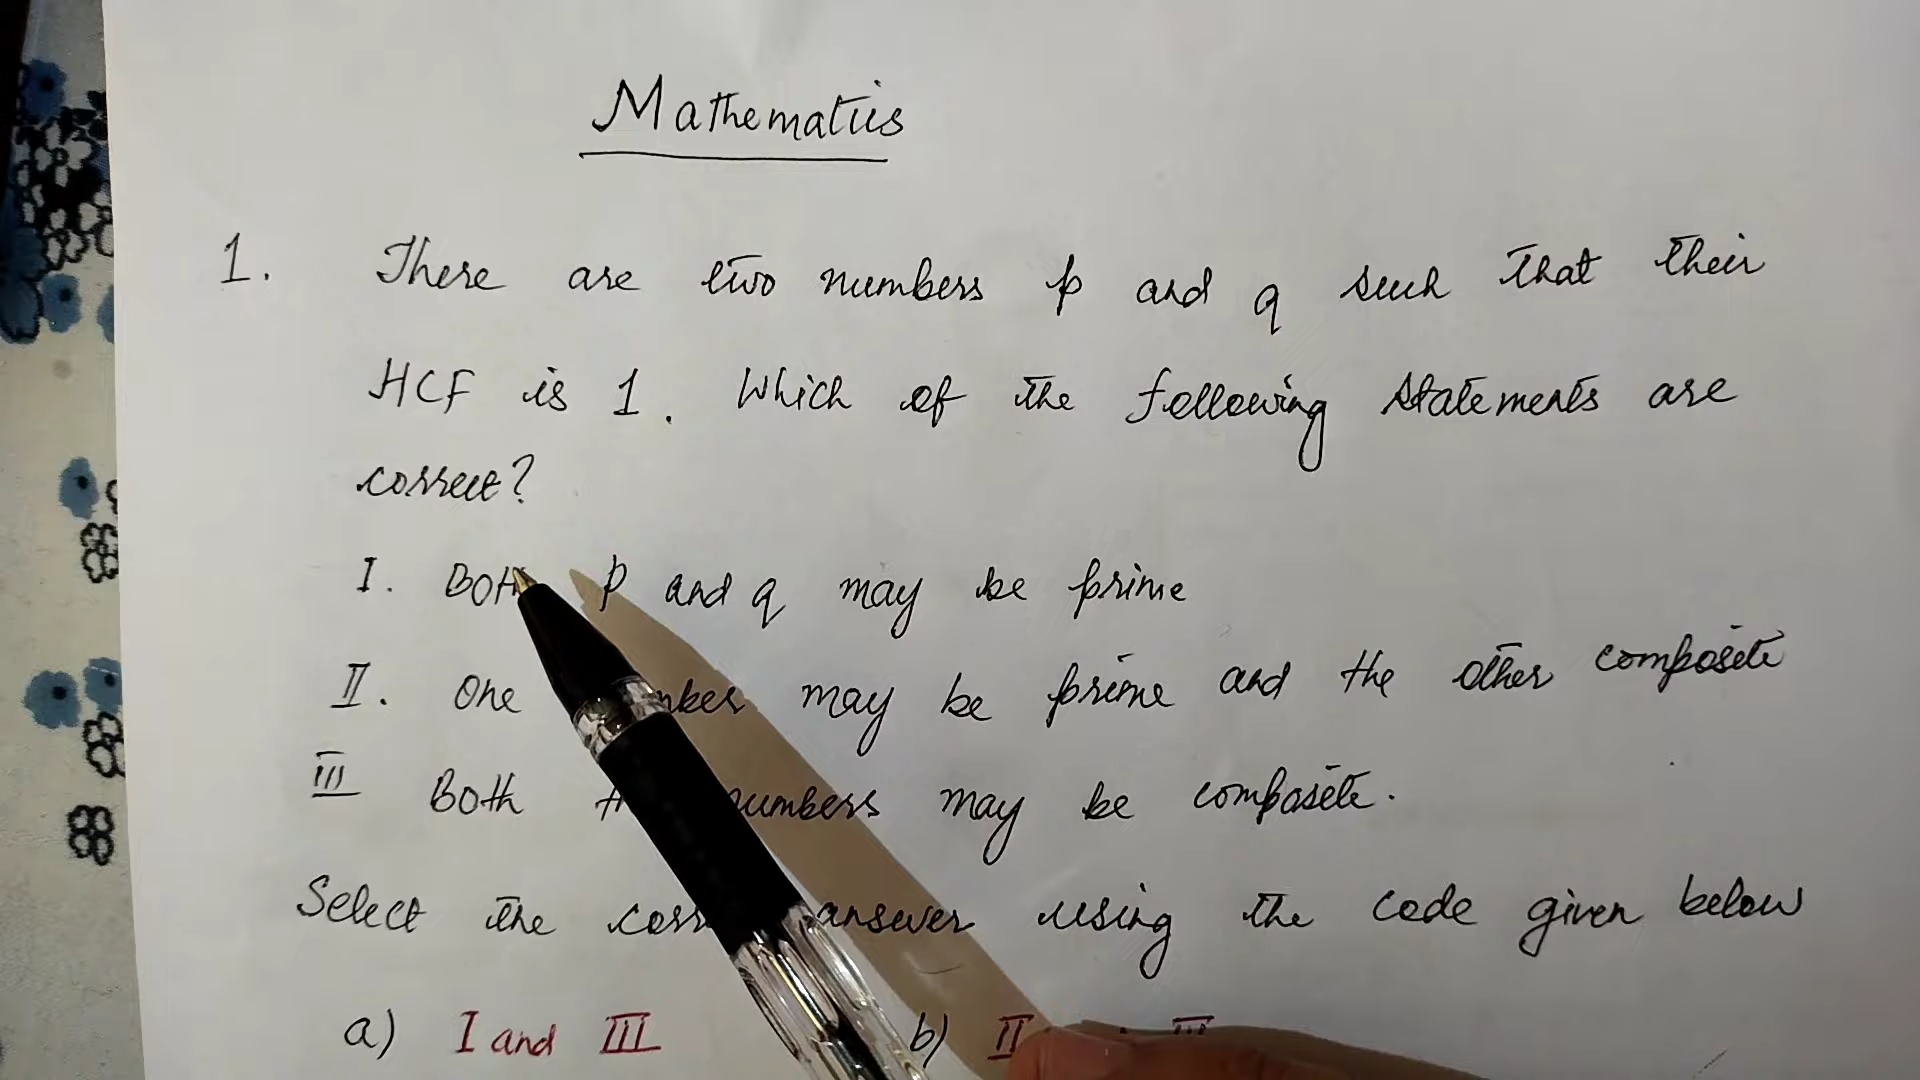 Mathematics
1. There are two numbers p and q such that their
HCF is 1. Which of the following statements are
correct?
I. Both p and q may be prime
II. One may be prime and the other composite
III Both numbers may be composite.
Select the answer using the code given below
a) I and III b) II III